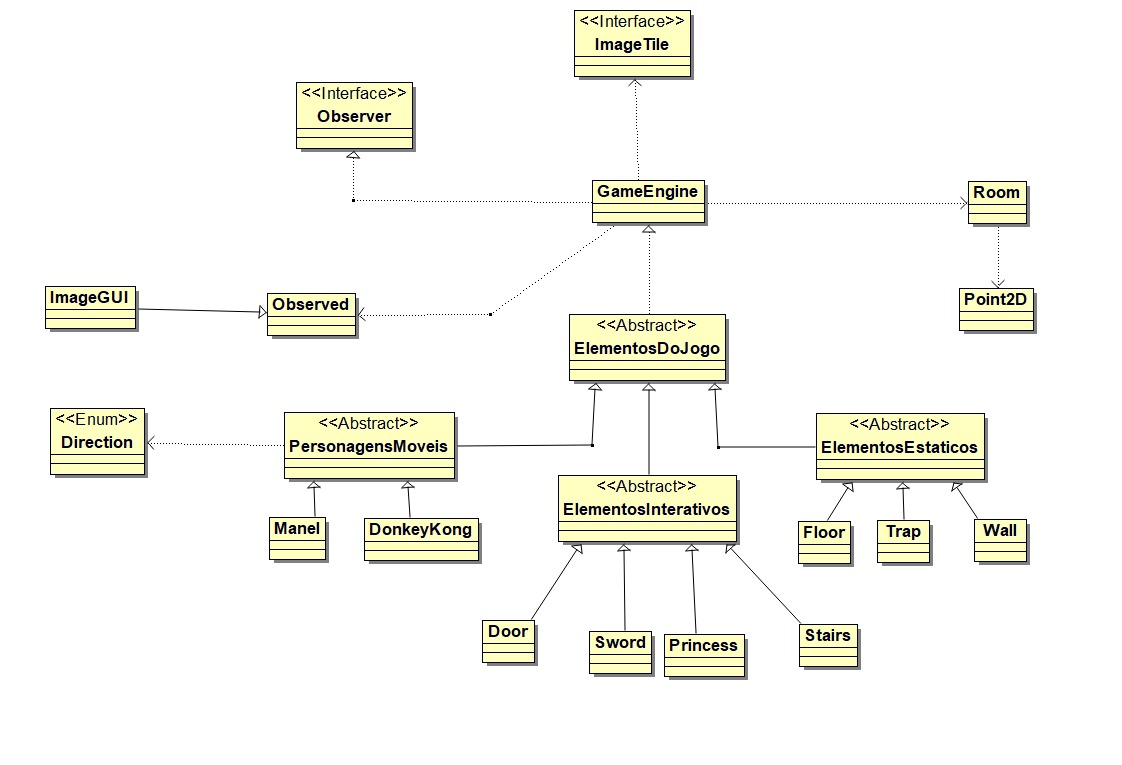 <<Interface>>
ImageTile
<<Interface>>
Observer
GameEngine
Room
ImageGUI
Observed
Point2D
<<Abstract>>
ElementosDoJogo
<<Enum>>
Direction
<<Abstract>>
PersonagensMoveis
<<Abstract>>
ElementosEstaticos
<<Abstract>>
ElementosInterativos
Manel
DonkeyKong
Floor
Trap
Wall
Door
Sword
Princess
Stairs